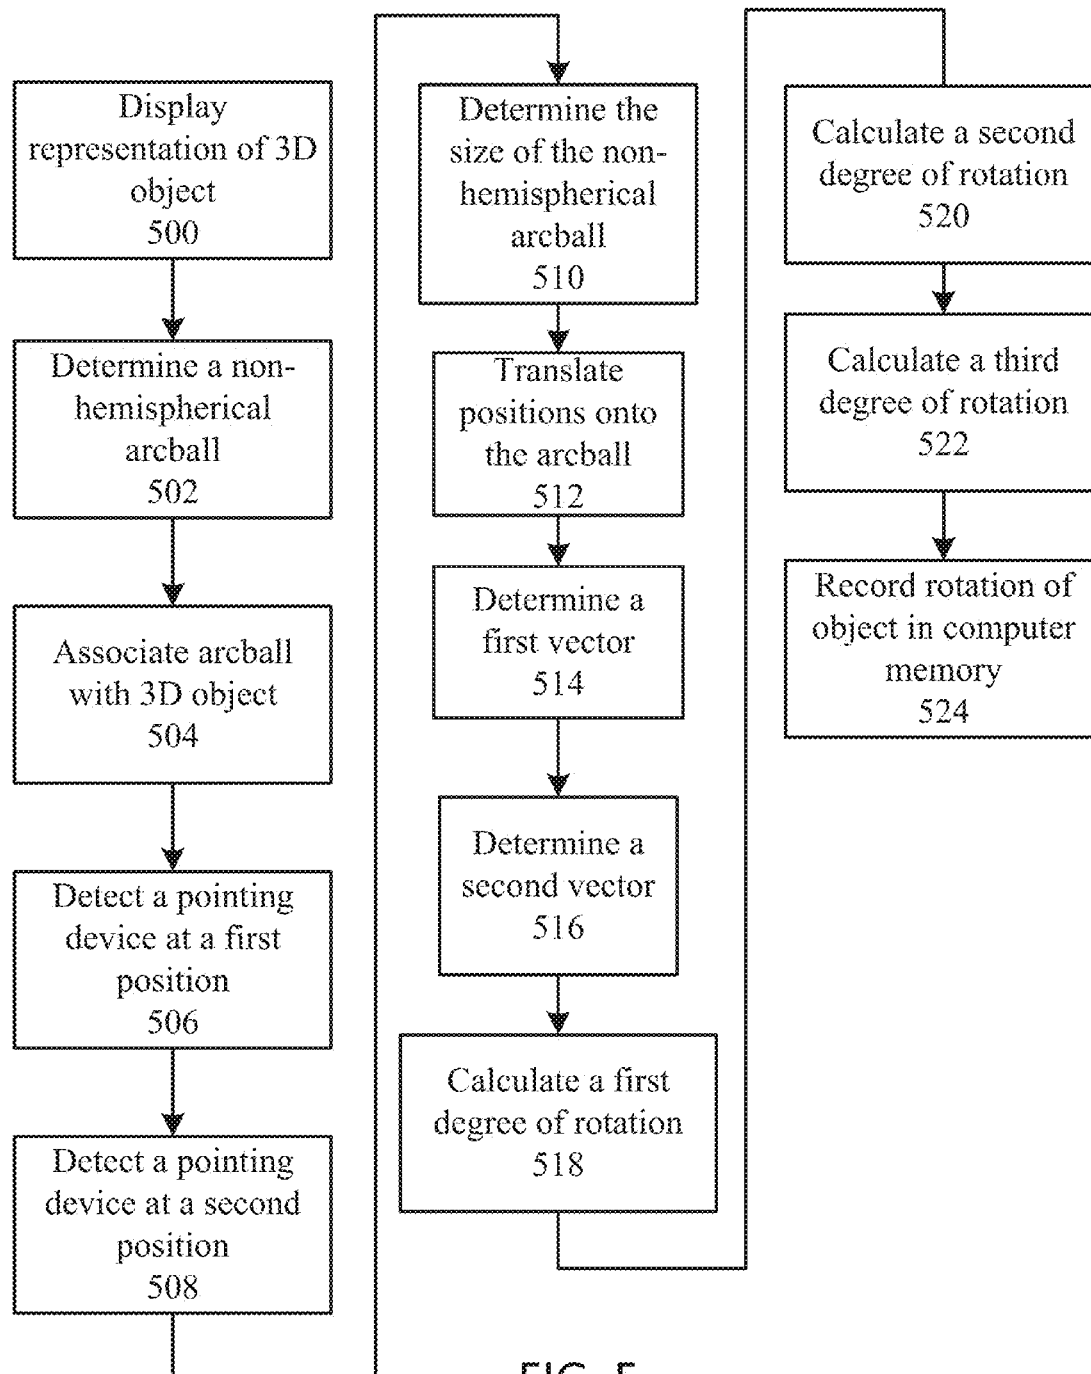 Display
representation of 3D
object
500
Determine a non-
hemispherical
arcball
502
Associate arcball
with 3D object
504
Detect a pointing
device at a first
position
506
Detect a pointing
device at a second
position
508
Determine the
size of the non-
hemispherical
arcball
510
Translate
positions onto
the arcball
512
Determine a
first vector
514
Determine a
second vector
516
Calculate a first
degree of rotation
518
Calculate a second
degree of rotation
520
Calculate a third
degree of rotation
522
Record rotation of
object in computer
memory
524
FIG. 5